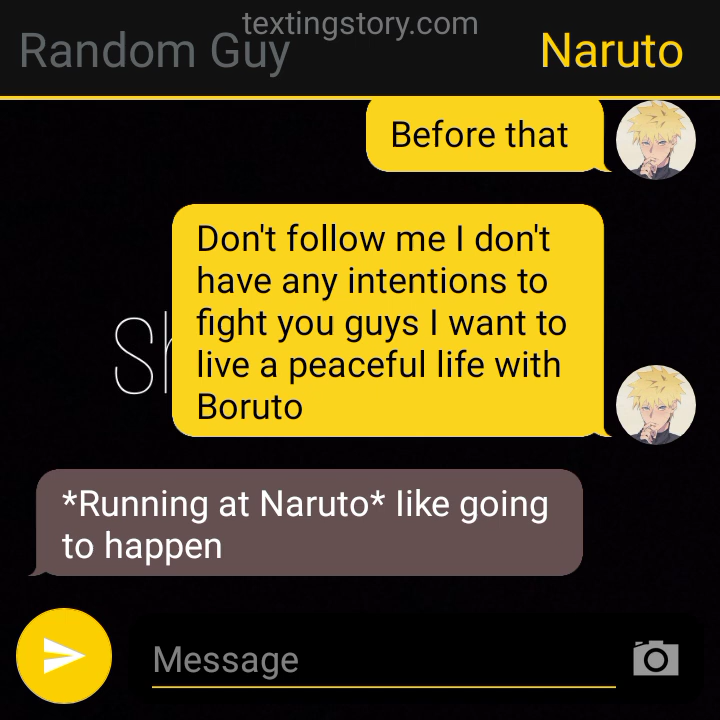 textingstory.com
Random Guy
Naruto
Before that
Don't follow me I don't
have any intentions to
fight you guys I want to
live a peaceful life with
Boruto
*Running at Naruto* like going
to happen
Message